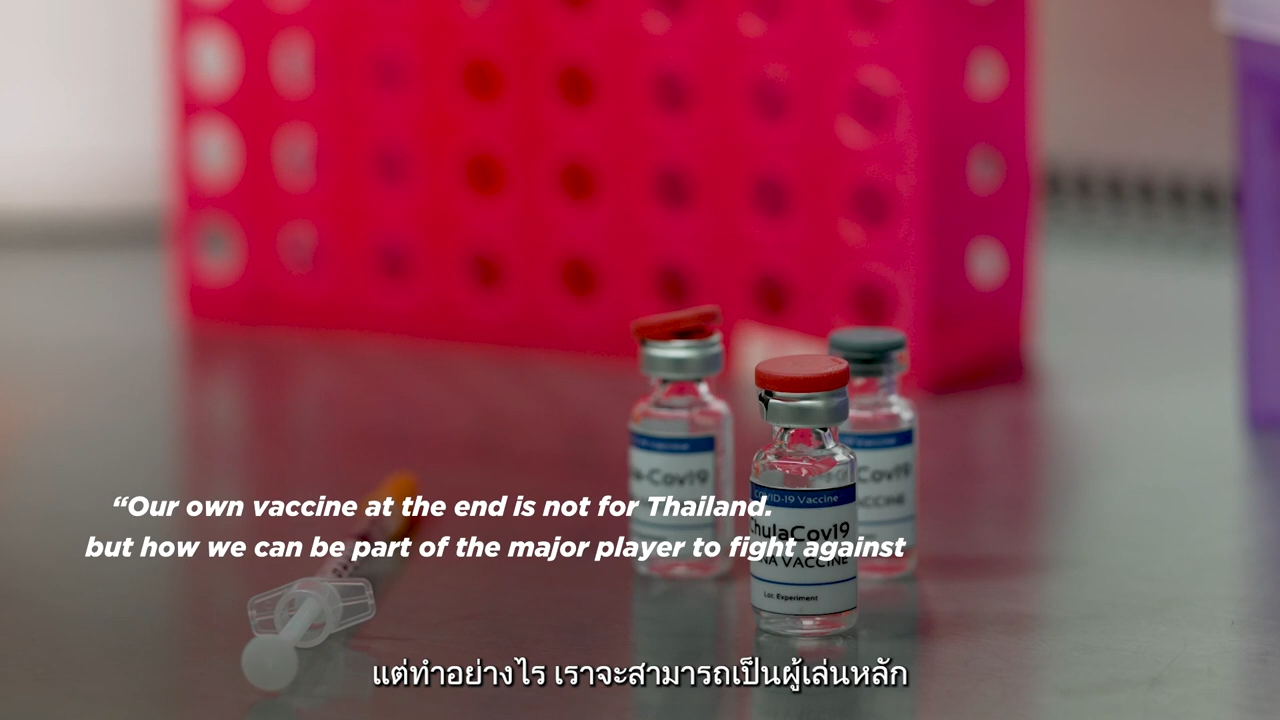 “Our own vaccine at the end is not for Thailand.
but how we can be part of the major player to fight against
COVID-19 Vaccine
ChulaCov19
VACCINE
Lot: Experiment
แต่ทำอย่างไร เราจะสามารถเป็นผู้เล่นหลัก